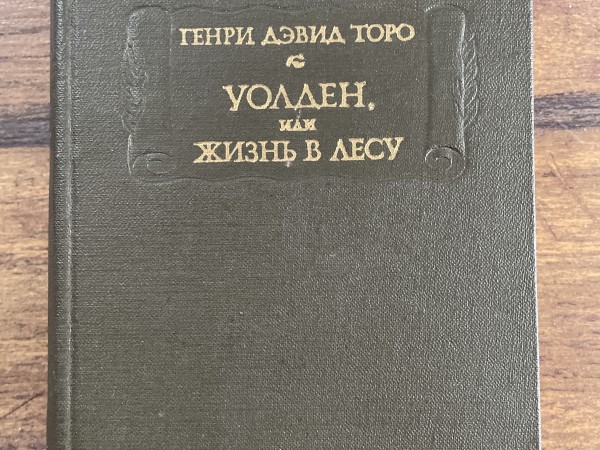 ГЕНРИ ДЭВИД ТОРО
УОЛДЕН,
ИЛИ
ЖИЗНЬ В ЛЕСУ